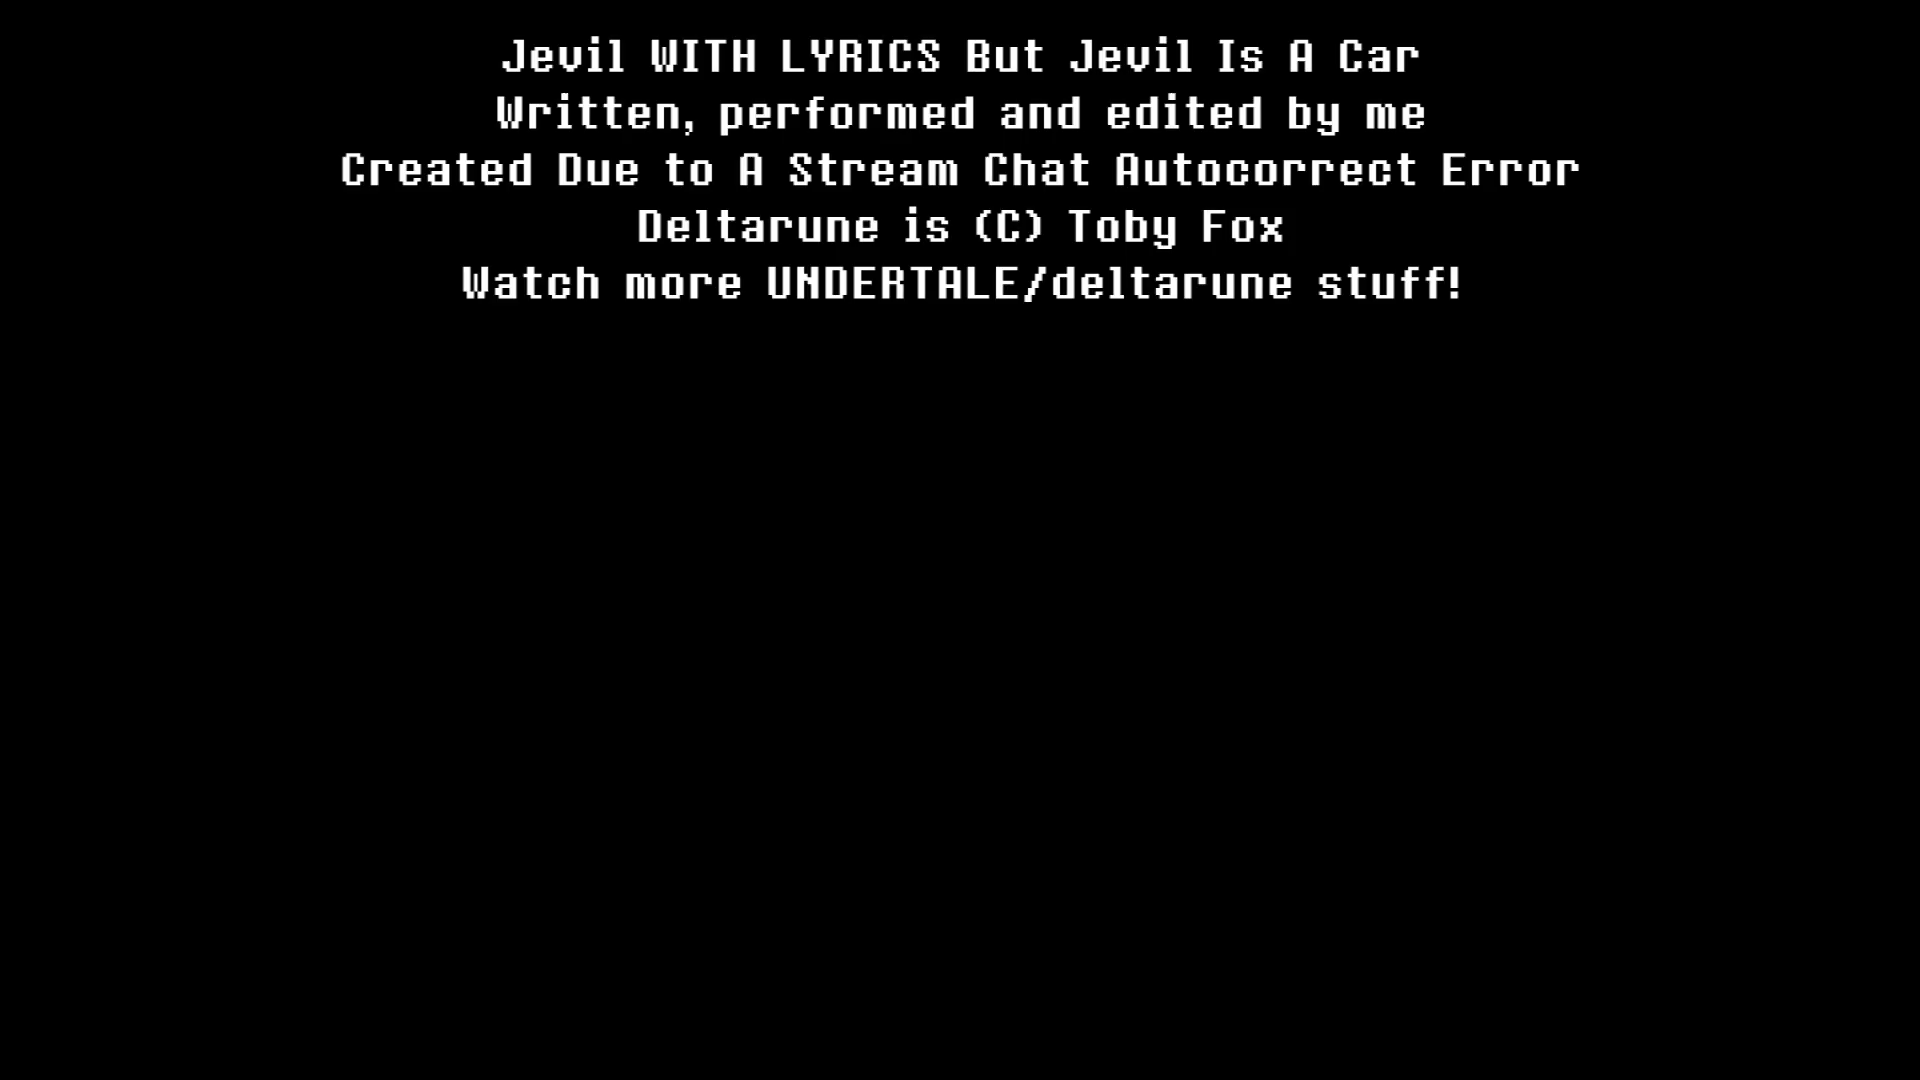 Jevil WITH LYRICS But Jevil Is A Car
Written, performed and edited by me
Created Due to A Stream Chat Autocorrect Error
Deltarune is (C) Toby Fox
Watch more UNDERTALE/deltarune stuff!